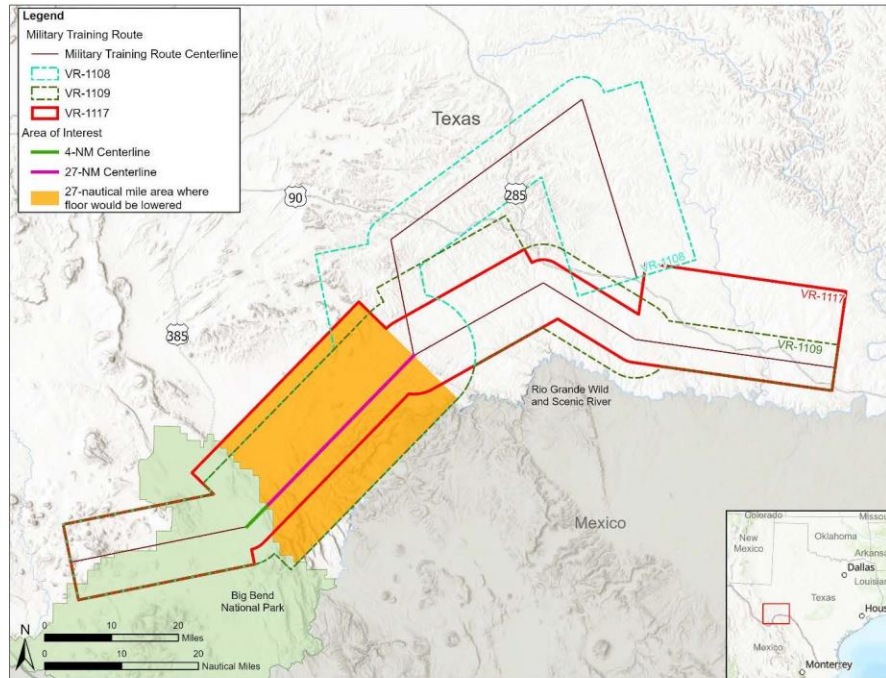 Legend
Military Training Route
Military Training Route Centerline
VR-1108
VR-1109
VR-1117
Area of Interest
4-NM Centerline
27-NM Centerline
27-nautical mile area where
floor would be lowered
Texas
90
285
385
VR-1108
VR-1117
VR-1109
Rio Grande Wild
and Scenic River
Mexico
Big Bend
National Park
N
0 10 20
Miles
0 10 20
Nautical Miles
Colorado
Missou
New
Mexico
Oklahoma
Arkansa
Dallas
Louisian
Texas
Hous
Mexico
Monterrey